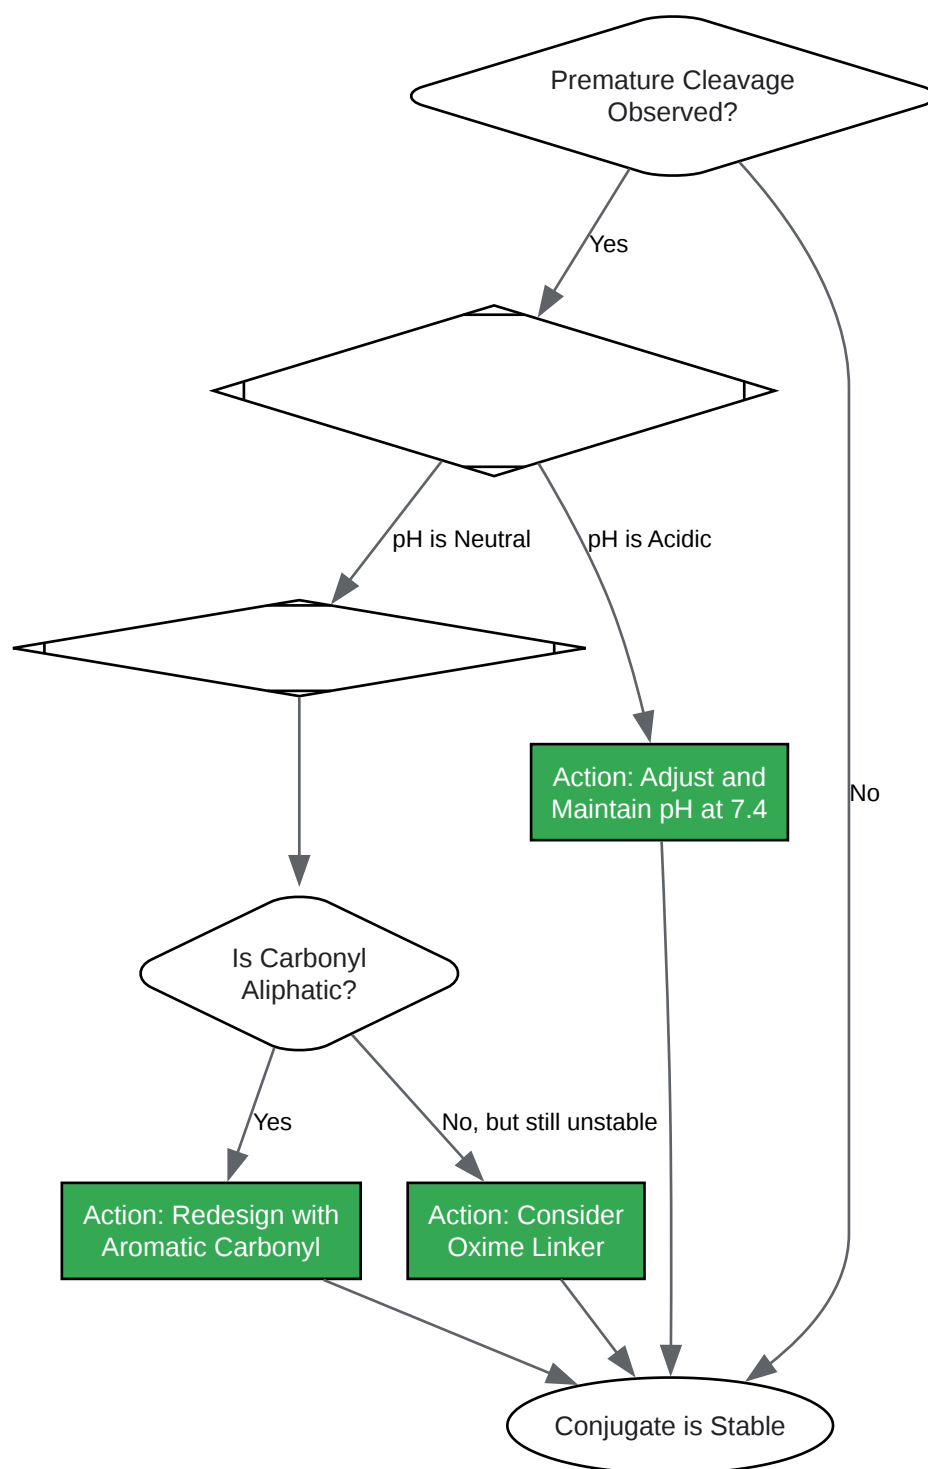 Premature Cleavage
Observed?
Yes
pH is Neutral
pH is Acidic
Action: Adjust and
Maintain pH at 7.4
No
Is Carbonyl
Aliphatic?
Yes
No, but still unstable
Action: Redesign with
Aromatic Carbonyl
Action: Consider
Oxime Linker
Conjugate is Stable